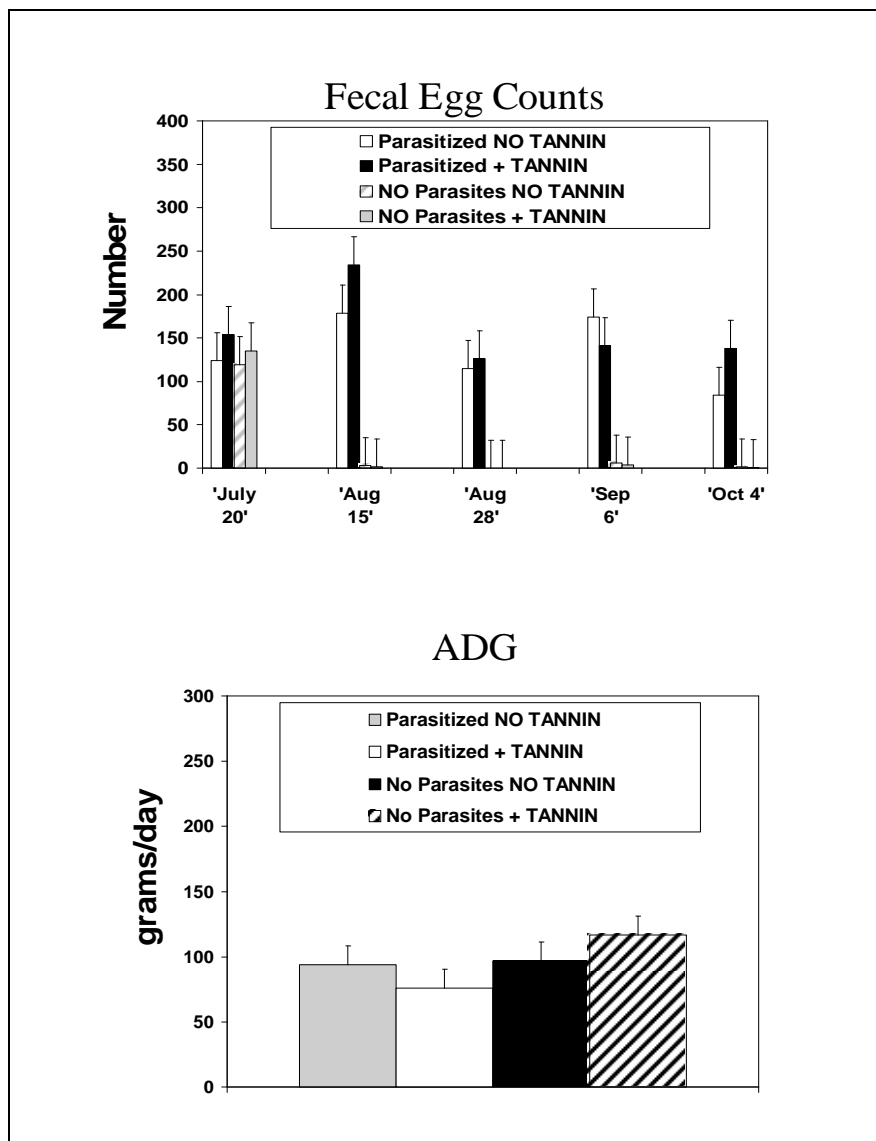 Fecal Egg Counts
400
350
300
250
200
150
100
50
0
Number
Parasitized NO TANNIN
Parasitized + TANNIN
NO Parasites NO TANNIN
NO Parasites + TANNIN
'July
20'
'Aug
15'
'Aug
28'
'Sep
6'
'Oct 4'
ADG
300
250
200
150
100
50
0
grams/day
Parasitized NO TANNIN
Parasitized + TANNIN
No Parasites NO TANNIN
No Parasites + TANNIN